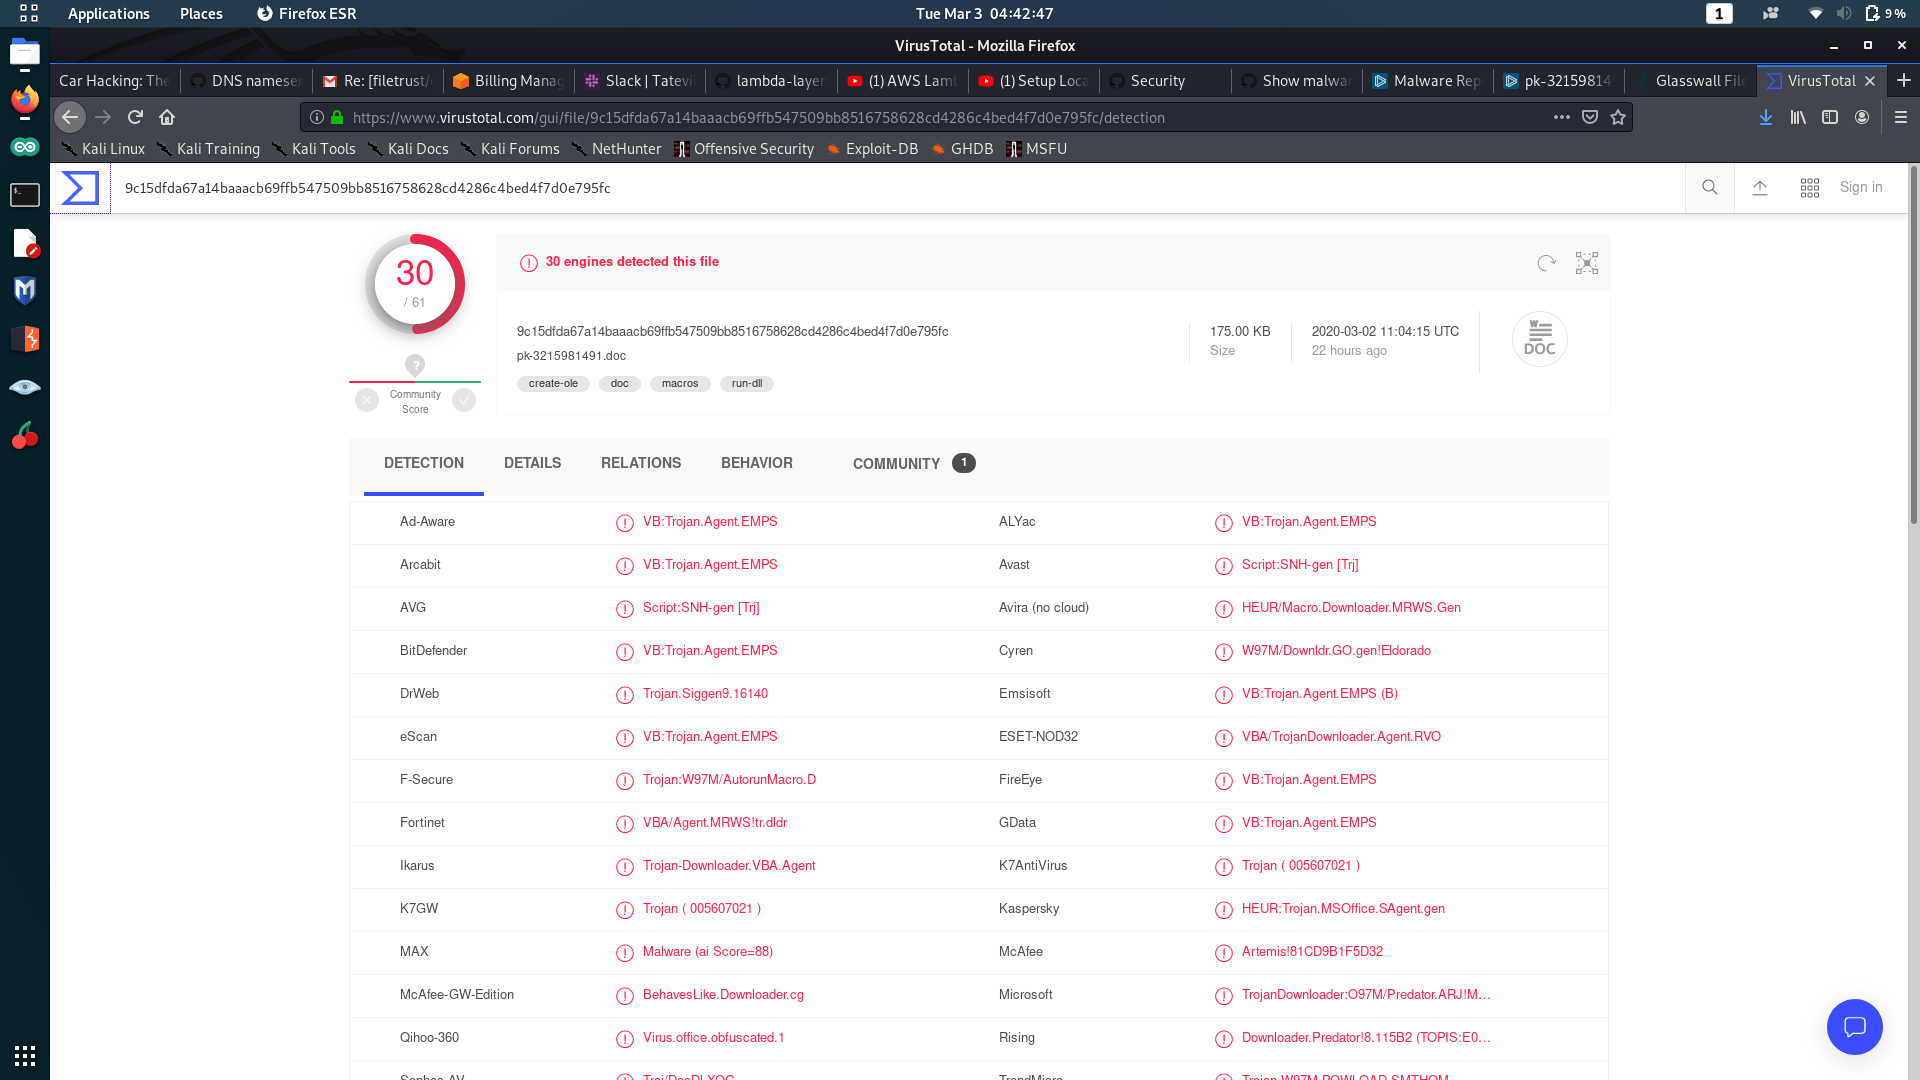 Applications Places Firefox ESR Tue Mar 3 04:42:47 1 9 %
VirusTotal - Mozilla Firefox
Car Hacking: The DNS nameser Re: [filetrust/ Billing Manag Slack | Tatevi lambda-layer (1) AWS Lamb (1) Setup Loca Security Show malwar Malware Rep pk-321598149 Glasswall File VirusTotal
https://www.virustotal.com/gui/file/9c15dfda67a14baaacb69ffb547509bb8516758628cd4286c4bed4f7d0e795fc/detection
Kali Linux Kali Training Kali Tools Kali Docs Kali Forums NetHunter Offensive Security Exploit-DB GHDB MSFU
9c15dfda67a14baaacb69ffb547509bb8516758628cd4286c4bed4f7d0e795fc Sign in
30
/ 61
30 engines detected this file
9c15dfda67a14baaacb69ffb547509bb8516758628cd4286c4bed4f7d0e795fc
pk-3215981491.doc
create-ole doc macros run-dll
175.00 KB
Size
2020-03-02 11:04:15 UTC
22 hours ago
W
DOC
?
Community
Score
DETECTION DETAILS RELATIONS BEHAVIOR COMMUNITY 1
Ad-Aware VB:Trojan.Agent.EMPS ALYac VB:Trojan.Agent.EMPS
Arcabit VB:Trojan.Agent.EMPS Avast Script:SNH-gen [Trj]
AVG Script:SNH-gen [Trj] Avira (no cloud) HEUR/Macro.Downloader.MRWS.Gen
BitDefender VB:Trojan.Agent.EMPS Cyren W97M/Downldr.GO.gen!Eldorado
DrWeb Trojan.Siggen9.16140 Emsisoft VB:Trojan.Agent.EMPS (B)
eScan VB:Trojan.Agent.EMPS ESET-NOD32 VBA/TrojanDownloader.Agent.RVO
F-Secure Trojan:W97M/AutorunMacro.D FireEye VB:Trojan.Agent.EMPS
Fortinet VBA/Agent.MRWS!tr.dldr GData VB:Trojan.Agent.EMPS
Ikarus Trojan-Downloader.VBA.Agent K7AntiVirus Trojan ( 005607021 )
K7GW Trojan ( 005607021 ) Kaspersky HEUR:Trojan.MSOffice.SAgent.gen
MAX Malware (ai Score=88) McAfee Artemis!81CD9B1F5D32
McAfee-GW-Edition BehavesLike.Downloader.cg Microsoft TrojanDownloader:O97M/Predator.ARJ!M...
Qihoo-360 Virus.office.obfuscated.1 Rising Downloader.Predator!8.115B2 (TOPIS:E0...
Sophos AV TrendMicro